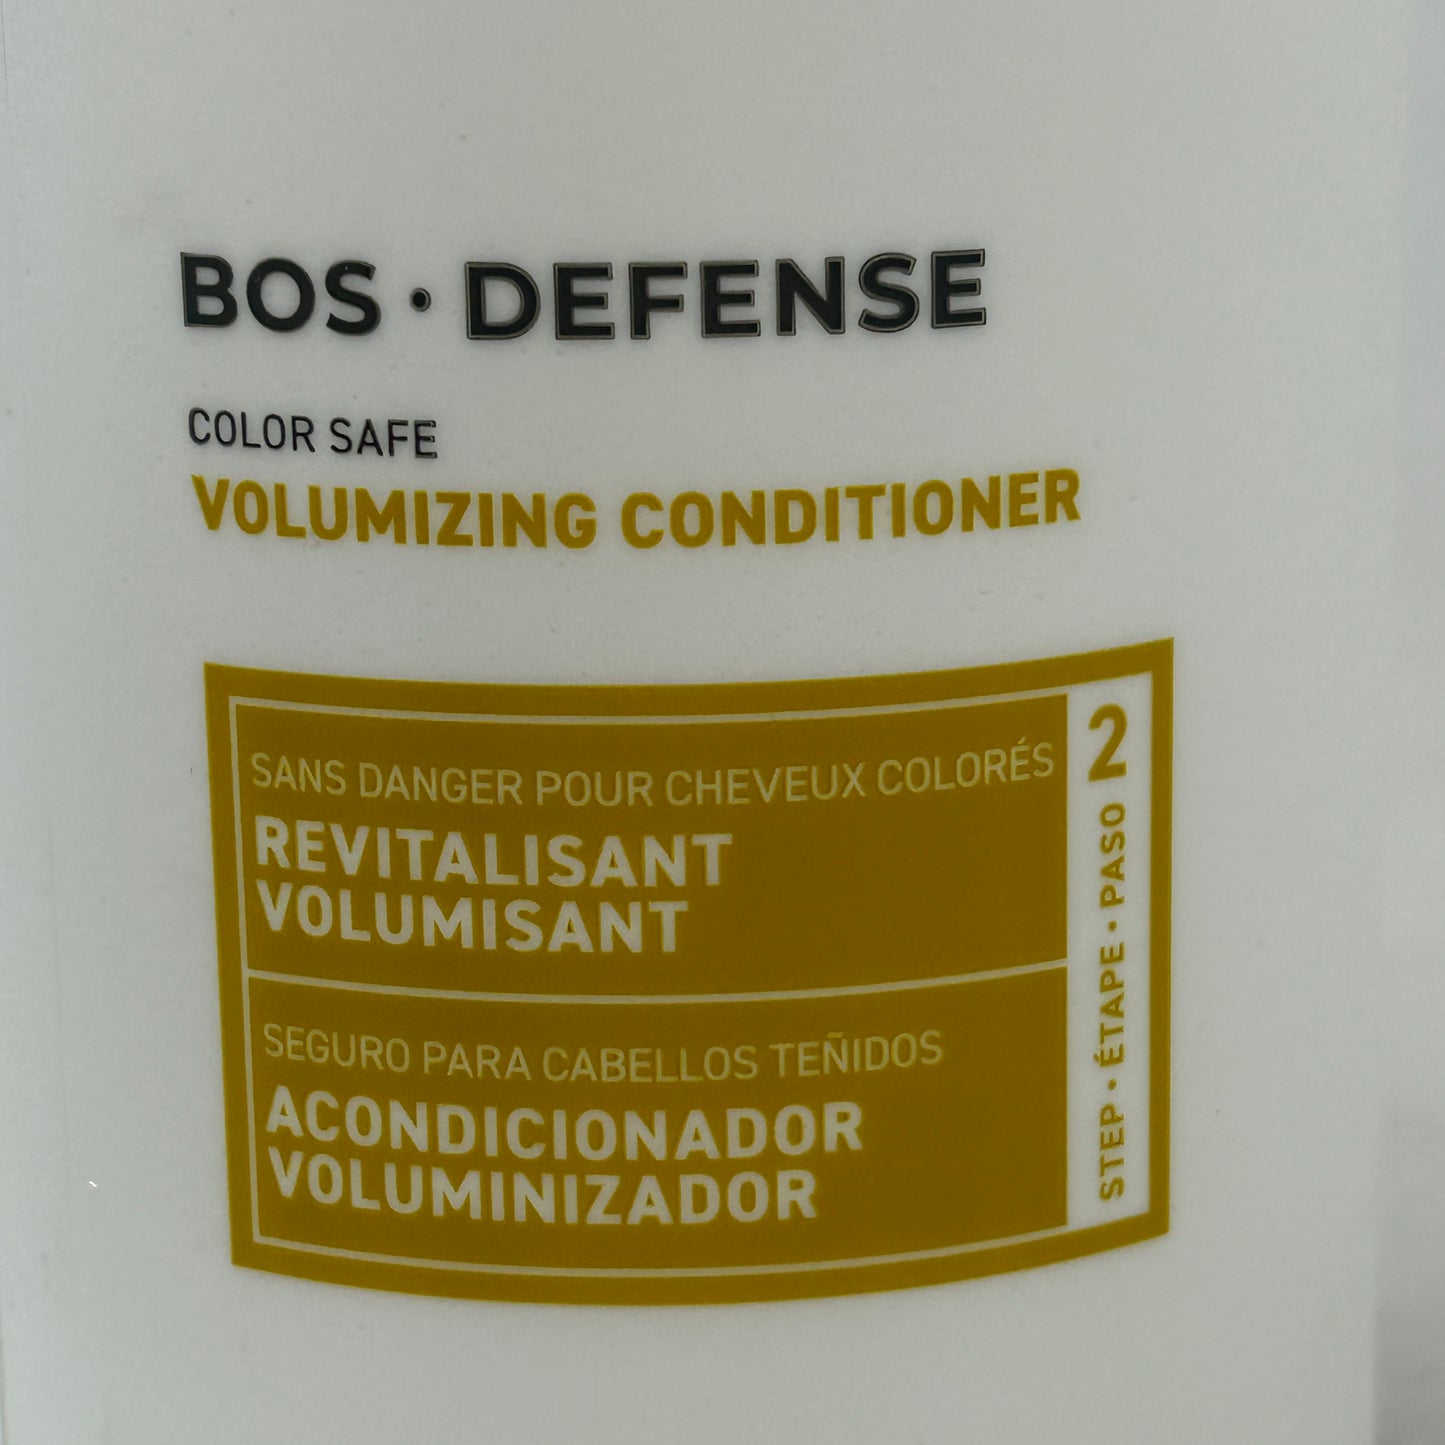 BOS • DEFENSE
COLOR SAFE
VOLUMIZING CONDITIONER
SANS DANGER POUR CHEVEUX COLORÉS
REVITALISANT
VOLUMISANT
SEGURO PARA CABELLOS TEÑIDOS
ACONDICIONADOR
VOLUMINIZADOR
STEP • ÉTAPE • PASO 2